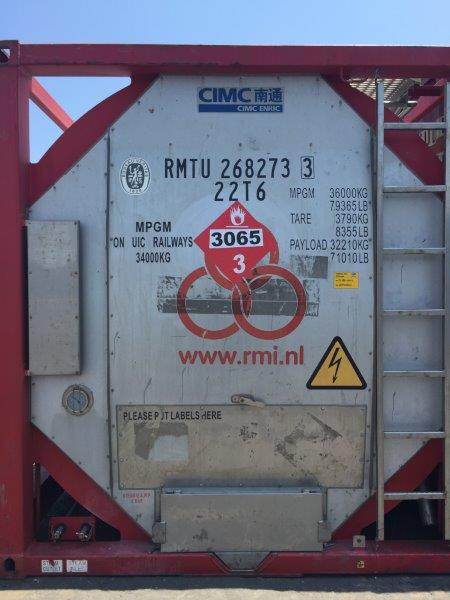 CIMC 南通
CIMC ENRIC
RMTU 268273 3
22T6
MPGM 36000KG
79365LB
TARE 3790KG
8355LB
PAYLOAD 32210KG
71010LB
MPGM
ON UIC RAILWAYS
34000KG
3065
3
www.rmi.nl
PLEASE PUT LABELS HERE